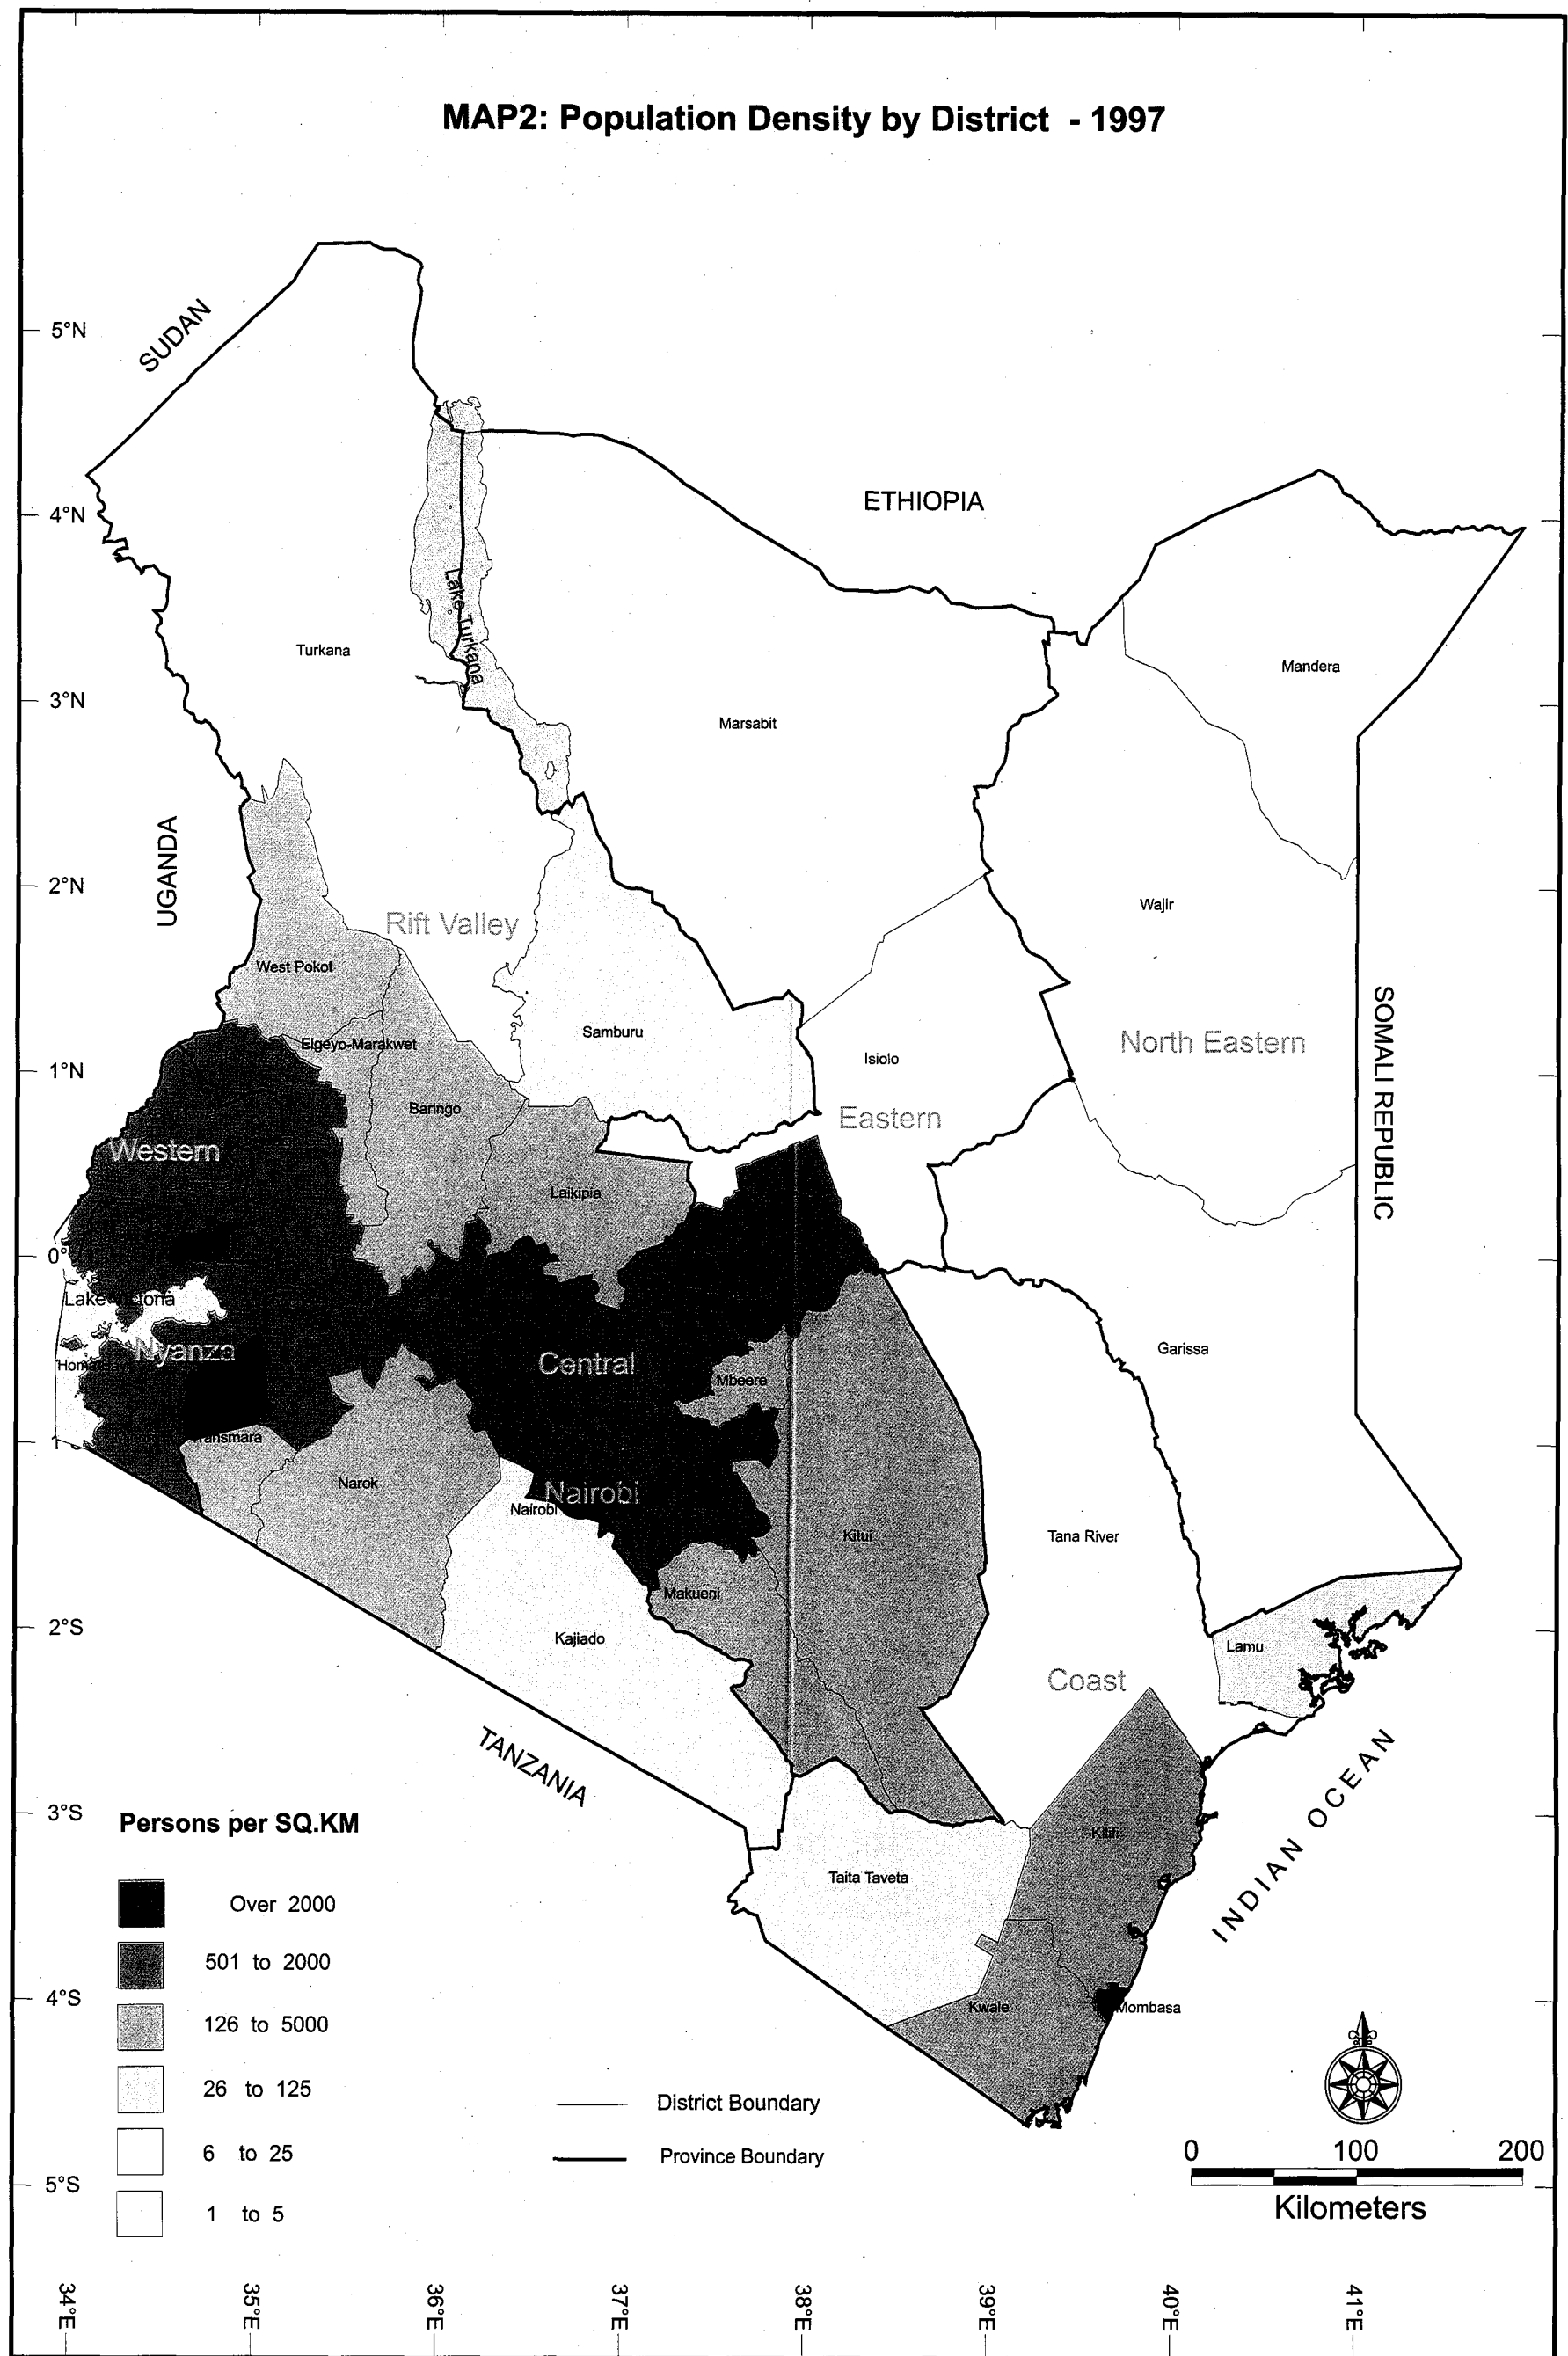 MAP2: Population Density by District - 1997
SUDAN
5°N
4°N
ETHIOPIA
Lake Turkana
Turkana
Mandera
3°N
Marsabit
UGANDA
2°N
Wajir
Rift Valley
West Pokot
SOMALI REPUBLIC
Samburu
Elgeyo-Marakwet
North Eastern
Isiolo
1°N
Baringo
Eastern
Western
Laikipia
0°
Lake Victoria
Nyanza
Garissa
Central
Mbeere
Transmara
Narok
Nairobi
Nairobi
Kitui
Tana River
Makueni
2°S
Kajiado
Lamu
Coast
TANZANIA
INDIAN OCEAN
3°S
Persons per SQ.KM
Kilifi
Taita Taveta
Over 2000
501 to 2000
4°S
Kwale
Mombasa
126 to 5000
26 to 125
District Boundary
6 to 25
Province Boundary
0 100 200
5°S
1 to 5
Kilometers
34°E
35°E
36°E
37°E
38°E
39°E
40°E
41°E